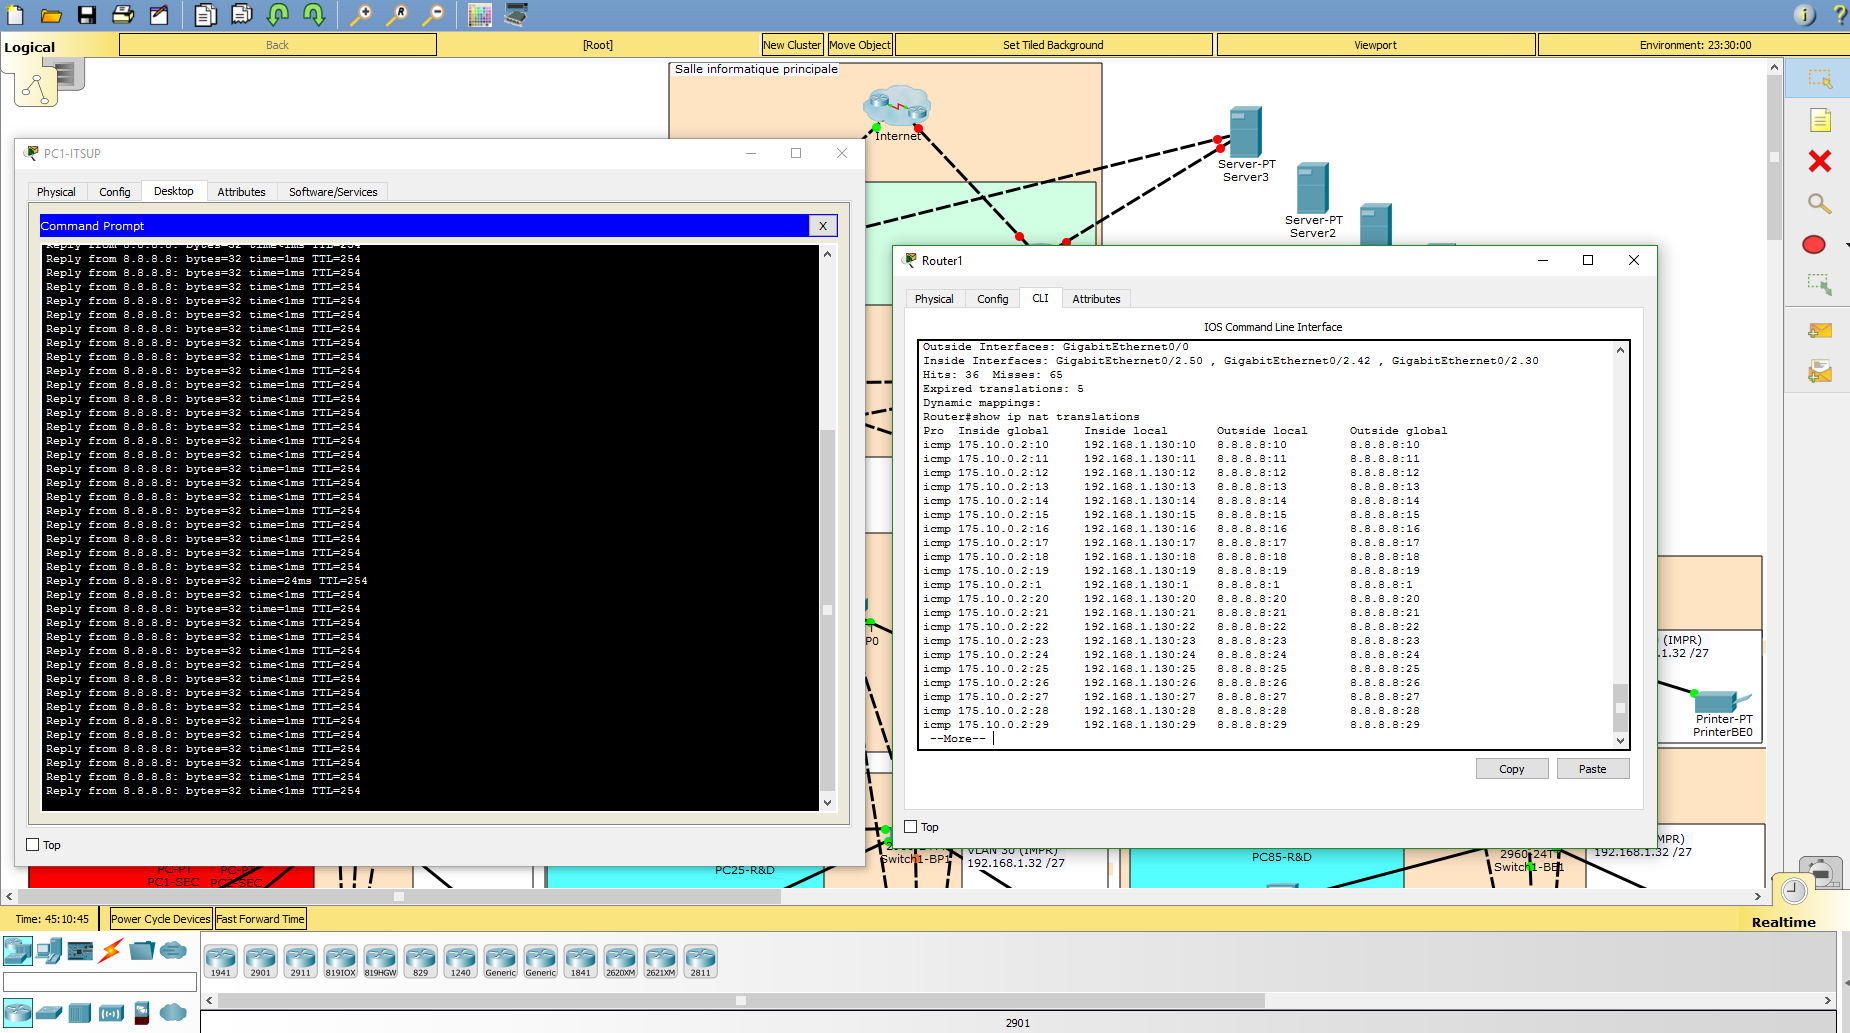 Logical
Back
[Root]
New Cluster
Move Object
Set Tiled Background
Viewport
Environment: 23:30:00
Salle informatique principale
Internet
Server-PT
Server3
Server-PT
Server2
PC1-ITSUP
Physical
Config
Desktop
Attributes
Software/Services
Command Prompt
X
Reply from 8.8.8.8: bytes=32 time<1ms TTL=254
Reply from 8.8.8.8: bytes=32 time=1ms TTL=254
Reply from 8.8.8.8: bytes=32 time=1ms TTL=254
Reply from 8.8.8.8: bytes=32 time<1ms TTL=254
Reply from 8.8.8.8: bytes=32 time<1ms TTL=254
Reply from 8.8.8.8: bytes=32 time<1ms TTL=254
Reply from 8.8.8.8: bytes=32 time<1ms TTL=254
Reply from 8.8.8.8: bytes=32 time<1ms TTL=254
Reply from 8.8.8.8: bytes=32 time=1ms TTL=254
Reply from 8.8.8.8: bytes=32 time<1ms TTL=254
Reply from 8.8.8.8: bytes=32 time=1ms TTL=254
Reply from 8.8.8.8: bytes=32 time=1ms TTL=254
Reply from 8.8.8.8: bytes=32 time<1ms TTL=254
Reply from 8.8.8.8: bytes=32 time<1ms TTL=254
Reply from 8.8.8.8: bytes=32 time=1ms TTL=254
Reply from 8.8.8.8: bytes=32 time<1ms TTL=254
Reply from 8.8.8.8: bytes=32 time<1ms TTL=254
Reply from 8.8.8.8: bytes=32 time<1ms TTL=254
Reply from 8.8.8.8: bytes=32 time<1ms TTL=254
Reply from 8.8.8.8: bytes=32 time=1ms TTL=254
Reply from 8.8.8.8: bytes=32 time=1ms TTL=254
Reply from 8.8.8.8: bytes=32 time<1ms TTL=254
Reply from 8.8.8.8: bytes=32 time<1ms TTL=254
Reply from 8.8.8.8: bytes=32 time=24ms TTL=254
Reply from 8.8.8.8: bytes=32 time<1ms TTL=254
Reply from 8.8.8.8: bytes=32 time=1ms TTL=254
Reply from 8.8.8.8: bytes=32 time<1ms TTL=254
Reply from 8.8.8.8: bytes=32 time<1ms TTL=254
Reply from 8.8.8.8: bytes=32 time<1ms TTL=254
Reply from 8.8.8.8: bytes=32 time<1ms TTL=254
Reply from 8.8.8.8: bytes=32 time<1ms TTL=254
Reply from 8.8.8.8: bytes=32 time<1ms TTL=254
Reply from 8.8.8.8: bytes=32 time<1ms TTL=254
Reply from 8.8.8.8: bytes=32 time=1ms TTL=254
Reply from 8.8.8.8: bytes=32 time<1ms TTL=254
Reply from 8.8.8.8: bytes=32 time<1ms TTL=254
Reply from 8.8.8.8: bytes=32 time<1ms TTL=254
Reply from 8.8.8.8: bytes=32 time=1ms TTL=254
Reply from 8.8.8.8: bytes=32 time<1ms TTL=254
Top
Router1
Physical
Config
CLI
Attributes
IOS Command Line Interface
Outside Interfaces: GigabitEthernet0/0
Inside Interfaces: GigabitEthernet0/2.50 , GigabitEthernet0/2.42 , GigabitEthernet0/2.30
Hits: 36 Misses: 65
Expired translations: 5
Dynamic mappings:
Router#show ip nat translations
Pro Inside global Inside local Outside local Outside global
icmp 175.10.0.2:10 192.168.1.130:10 8.8.8.8:10 8.8.8.8:10
icmp 175.10.0.2:11 192.168.1.130:11 8.8.8.8:11 8.8.8.8:11
icmp 175.10.0.2:12 192.168.1.130:12 8.8.8.8:12 8.8.8.8:12
icmp 175.10.0.2:13 192.168.1.130:13 8.8.8.8:13 8.8.8.8:13
icmp 175.10.0.2:14 192.168.1.130:14 8.8.8.8:14 8.8.8.8:14
icmp 175.10.0.2:15 192.168.1.130:15 8.8.8.8:15 8.8.8.8:15
icmp 175.10.0.2:16 192.168.1.130:16 8.8.8.8:16 8.8.8.8:16
icmp 175.10.0.2:17 192.168.1.130:17 8.8.8.8:17 8.8.8.8:17
icmp 175.10.0.2:18 192.168.1.130:18 8.8.8.8:18 8.8.8.8:18
icmp 175.10.0.2:19 192.168.1.130:19 8.8.8.8:19 8.8.8.8:19
icmp 175.10.0.2:1 192.168.1.130:1 8.8.8.8:1 8.8.8.8:1
icmp 175.10.0.2:20 192.168.1.130:20 8.8.8.8:20 8.8.8.8:20
icmp 175.10.0.2:21 192.168.1.130:21 8.8.8.8:21 8.8.8.8:21
icmp 175.10.0.2:22 192.168.1.130:22 8.8.8.8:22 8.8.8.8:22
icmp 175.10.0.2:23 192.168.1.130:23 8.8.8.8:23 8.8.8.8:23
icmp 175.10.0.2:24 192.168.1.130:24 8.8.8.8:24 8.8.8.8:24
icmp 175.10.0.2:25 192.168.1.130:25 8.8.8.8:25 8.8.8.8:25
icmp 175.10.0.2:26 192.168.1.130:26 8.8.8.8:26 8.8.8.8:26
icmp 175.10.0.2:27 192.168.1.130:27 8.8.8.8:27 8.8.8.8:27
icmp 175.10.0.2:28 192.168.1.130:28 8.8.8.8:28 8.8.8.8:28
icmp 175.10.0.2:29 192.168.1.130:29 8.8.8.8:29 8.8.8.8:29
--More--
Copy
Paste
Top
P0
(IMPR)
.1.32 /27
Printer-PT
PrinterBE0
PC-PT
PC1-SEC
PC2-SEC
PC25-R&D
Switch1-BP1
VLAN 30 (IMPR)
192.168.1.32 /27
PC85-R&D
2960-24TT
Switch1-BE1
MPR)
192.168.1.32 /27
Time: 45:10:45
Power Cycle Devices
Fast Forward Time
Realtime
1941
2901
2911
819IOX
819HGW
829
1240
Generic
Generic
1841
2620XM
2621XM
2811
2901